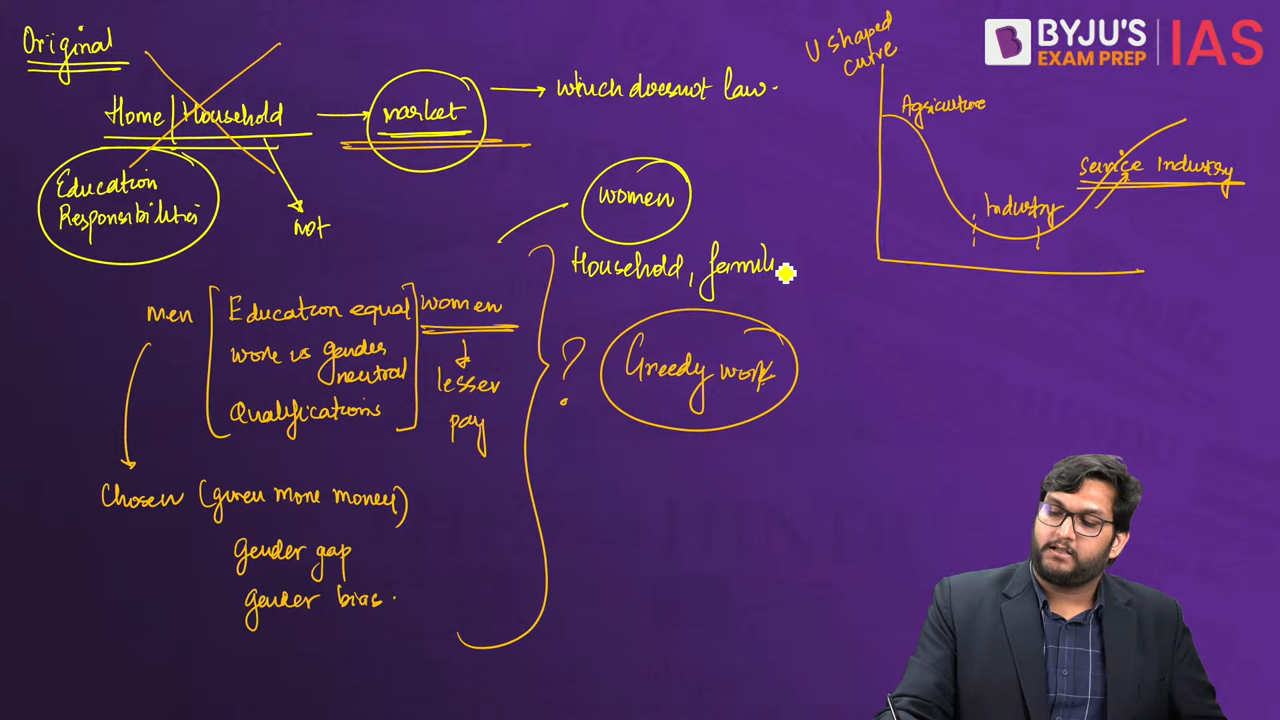 Original
Home | Household
market
which doesnot law.
Education
Responsibilities
not
women
Household, famil
men
Education equal
work is gender
neutral
Qualifications
women
lesser
pay
?
Greedy work
Chosen (given more money)
Gender gap
Gender bias.
U shaped
curve
Agriculture
Industry
Service Industry
BYJU'S
EXAM PREP
IAS